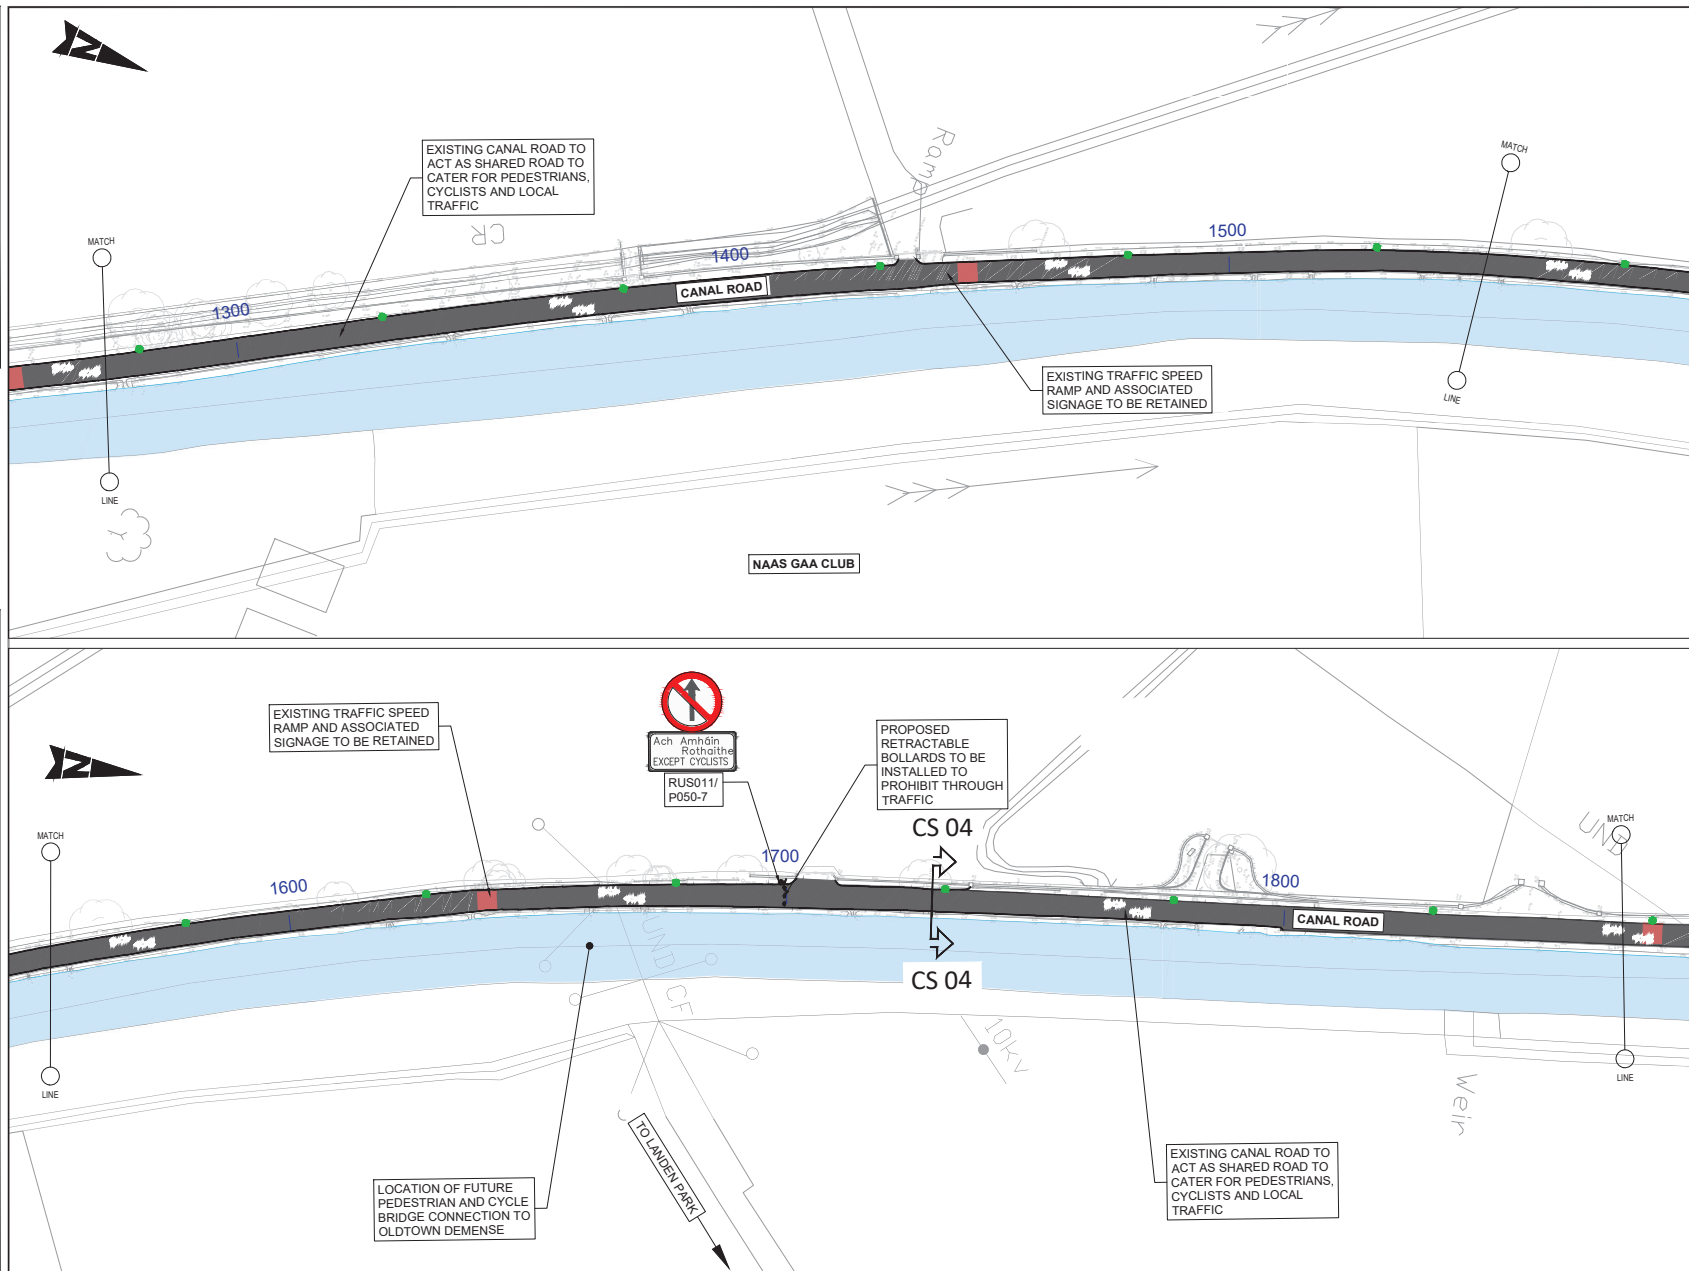 N
EXISTING CANAL ROAD TO
ACT AS SHARED ROAD TO
CATER FOR PEDESTRIANS,
CYCLISTS AND LOCAL
TRAFFIC
Ramp
MATCH
MATCH
CR
1300
1400
1500
CANAL ROAD
EXISTING TRAFFIC SPEED
RAMP AND ASSOCIATED
SIGNAGE TO BE RETAINED
LINE
LINE
NAAS GAA CLUB
N
EXISTING TRAFFIC SPEED
RAMP AND ASSOCIATED
SIGNAGE TO BE RETAINED
Ach Amháin
Rothaithe
EXCEPT CYCLISTS
RUS011/
P050-7
PROPOSED
RETRACTABLE
BOLLARDS TO BE
INSTALLED TO
PROHIBIT THROUGH
TRAFFIC
CS 04
MATCH
MATCH
UND
1600
1700
1800
CANAL ROAD
UND
CF
CS 04
10KV
Weir
LINE
LINE
TO LANDEN PARK
LOCATION OF FUTURE
PEDESTRIAN AND CYCLE
BRIDGE CONNECTION TO
OLDTOWN DEMENSE
EXISTING CANAL ROAD TO
ACT AS SHARED ROAD TO
CATER FOR PEDESTRIANS,
CYCLISTS AND LOCAL
TRAFFIC